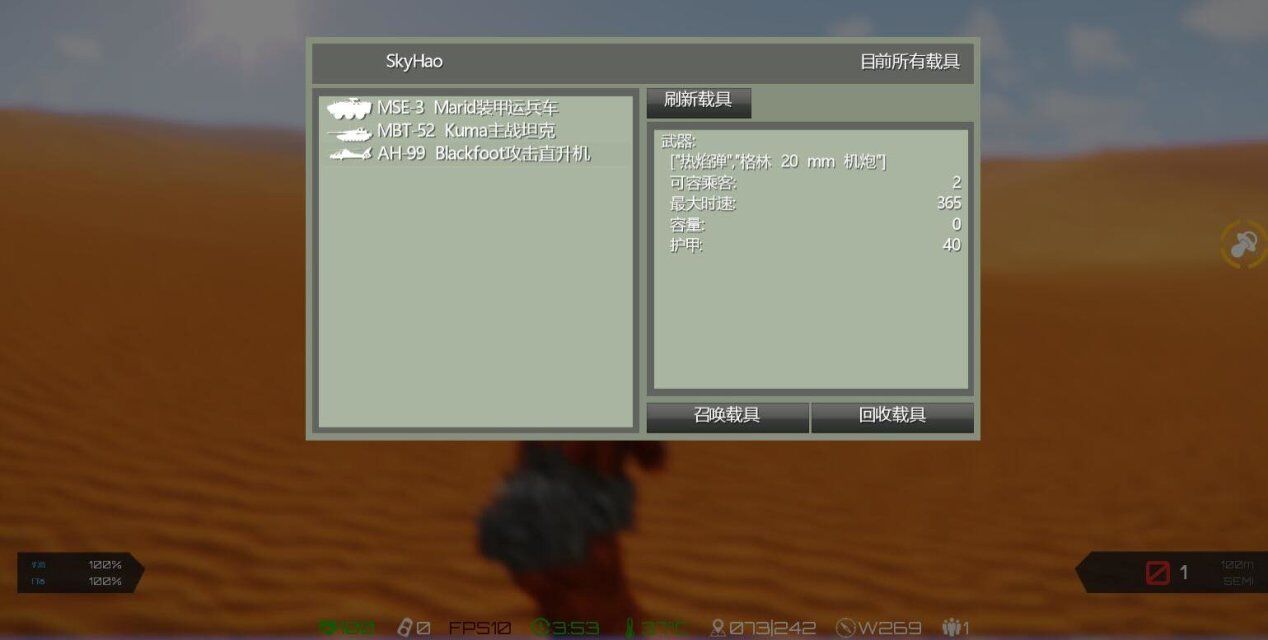 SkyHao
目前所有载具
MSE-3 Marid装甲运兵车
MBT-52 Kuma主战坦克
AH-99 Blackfoot攻击直升机
刷新载具
武器:
["热焰弹","格林 20 mm 机炮"]
可容乘客: 2
最大时速: 365
容量: 0
护甲: 40
召唤载具
回收载具
100%
100%
1
100m
SEMI
0
FPS10
3:53
37°C
073|242
W269
1